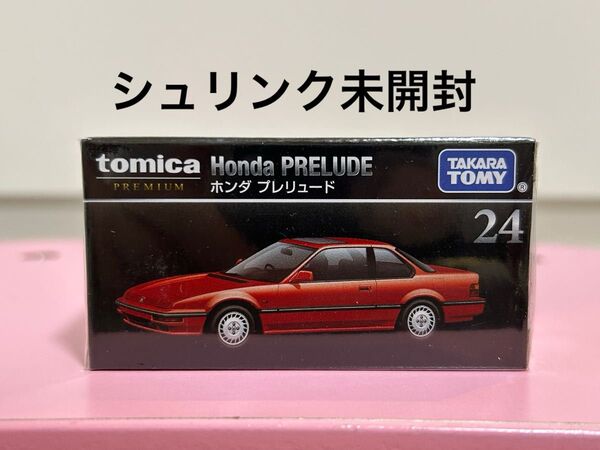 シュリンク未開封
tomica Honda PRELUDE
PREMIUM ホンダ プレリュード
TAKARA
TOMY ®
24